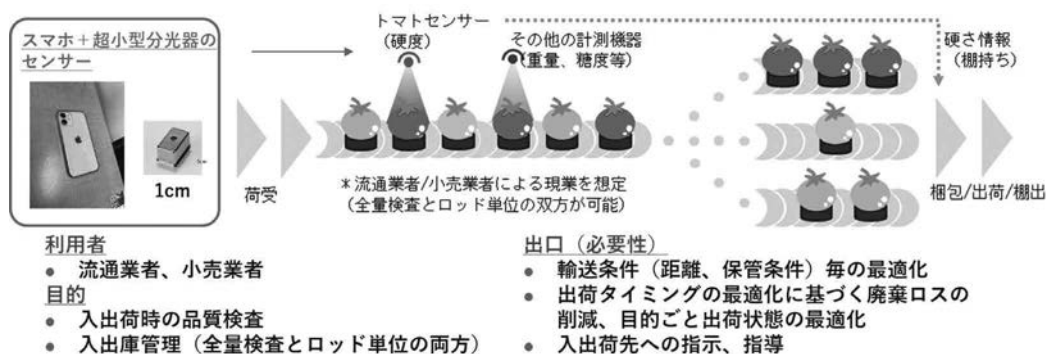 スマホ+超小型分光器の
センサー
1cm
荷受
トマトセンサー
(硬度)
その他の計測機器
(重量、糖度等)
*流通業者/小売業者による現業を想定
(全量検査とロッド単位の双方が可能)
硬さ情報
(棚持ち)
梱包/出荷/棚出
利用者
● 流通業者、小売業者
目的
● 入出荷時の品質検査
● 入出庫管理(全量検査とロッド単位の両方)
出口(必要性)
● 輸送条件(距離、保管条件)毎の最適化
● 出荷タイミングの最適化に基づく廃棄ロスの
削減、目的ごと出荷状態の最適化
● 入出荷先への指示、指導